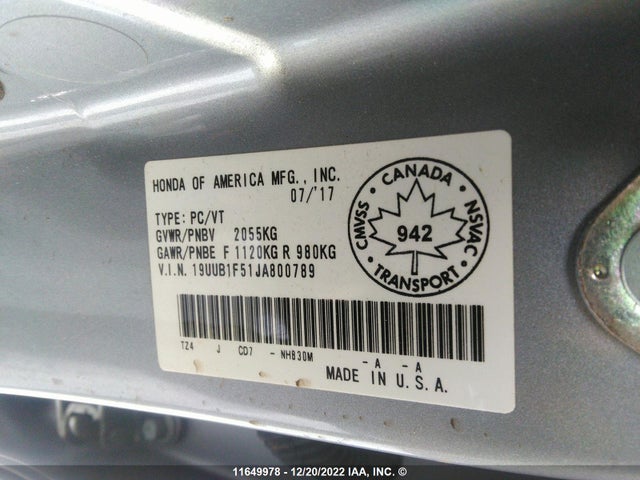 HONDA OF AMERICA MFG., INC.
07/'17
TYPE: PC/VT
GVWR/PNBV 2055KG
GAWR/PNBE F 1120KG R 980KG
V.I.N. 19UUB1F51JA800789
CANADA
CMVSS
NSVAC
942
TRANSPORT
TZ4 J CD7 - NH830M - A - A
MADE IN U.S.A.
11649978 - 12/20/2022 IAA, INC. ©